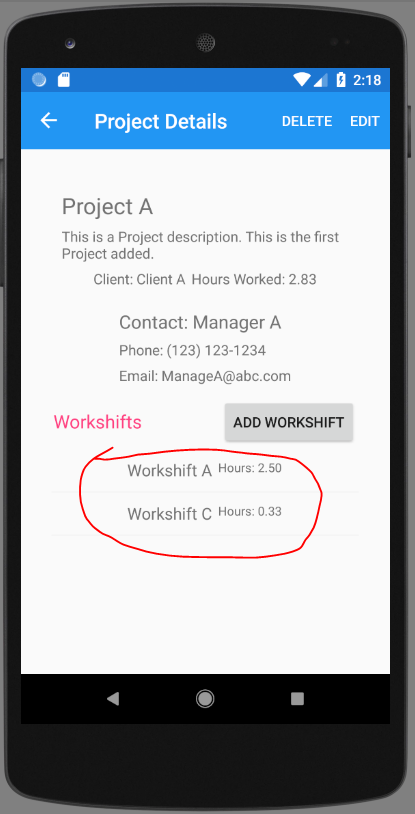 2:18
Project Details DELETE EDIT
Project A
This is a Project description. This is the first
Project added.
Client: Client A Hours Worked: 2.83
Contact: Manager A
Phone: (123) 123-1234
Email: ManageA@abc.com
Workshifts ADD WORKSHIFT
Workshift A Hours: 2.50
Workshift C Hours: 0.33